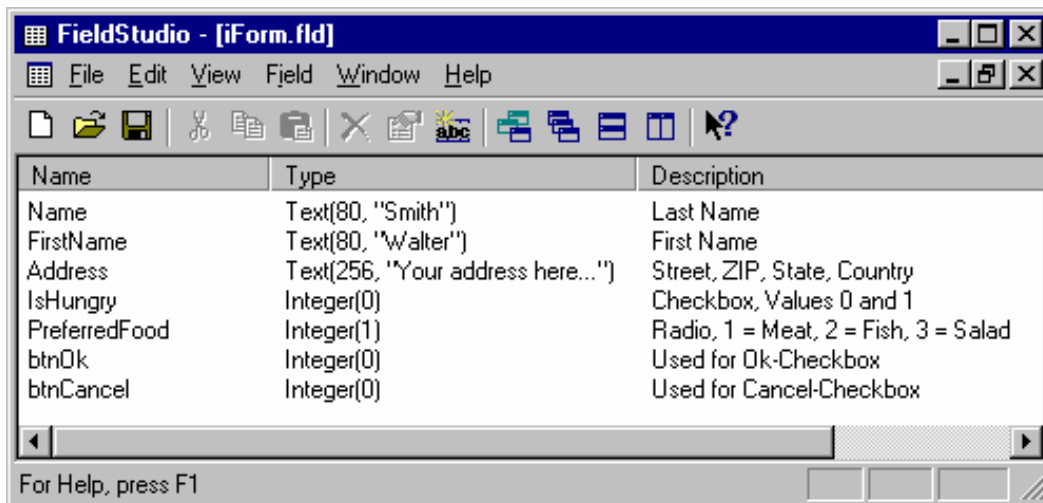 FieldStudio - [iForm.fld]
File Edit View Field Window Help
abc ?
Name Type Description
Name Text(80, "Smith") Last Name
FirstName Text(80, "Walter") First Name
Address Text(256, "Your address here...") Street, ZIP, State, Country
IsHungry Integer(0) Checkbox, Values 0 and 1
PreferredFood Integer(1) Radio, 1 = Meat, 2 = Fish, 3 = Salad
btnOk Integer(0) Used for Ok-Checkbox
btnCancel Integer(0) Used for Cancel-Checkbox
For Help, press F1